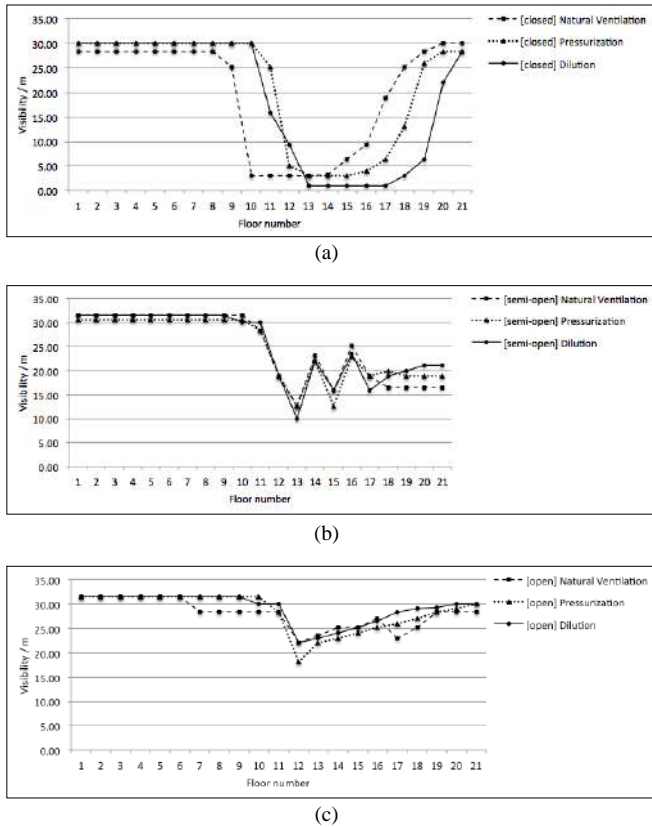 35.00
30.00
25.00
20.00
15.00
10.00
5.00
0.00
Visibility / m
1 2 3 4 5 6 7 8 9 10 11 12 13 14 15 16 17 18 19 20 21
Floor number
[closed] Natural Ventilation
[closed] Pressurization
[closed] Dilution
(a)
35.00
30.00
25.00
20.00
15.00
10.00
5.00
0.00
Visibility / m
1 2 3 4 5 6 7 8 9 10 11 12 13 14 15 16 17 18 19 20 21
Floor number
[semi-open] Natural Ventilation
[semi-open] Pressurization
[semi-open] Dilution
(b)
35.00
30.00
25.00
20.00
15.00
10.00
5.00
0.00
Visibility / m
1 2 3 4 5 6 7 8 9 10 11 12 13 14 15 16 17 18 19 20 21
Floor number
[open] Natural Ventilation
[open] Pressurization
[open] Dilution
(c)